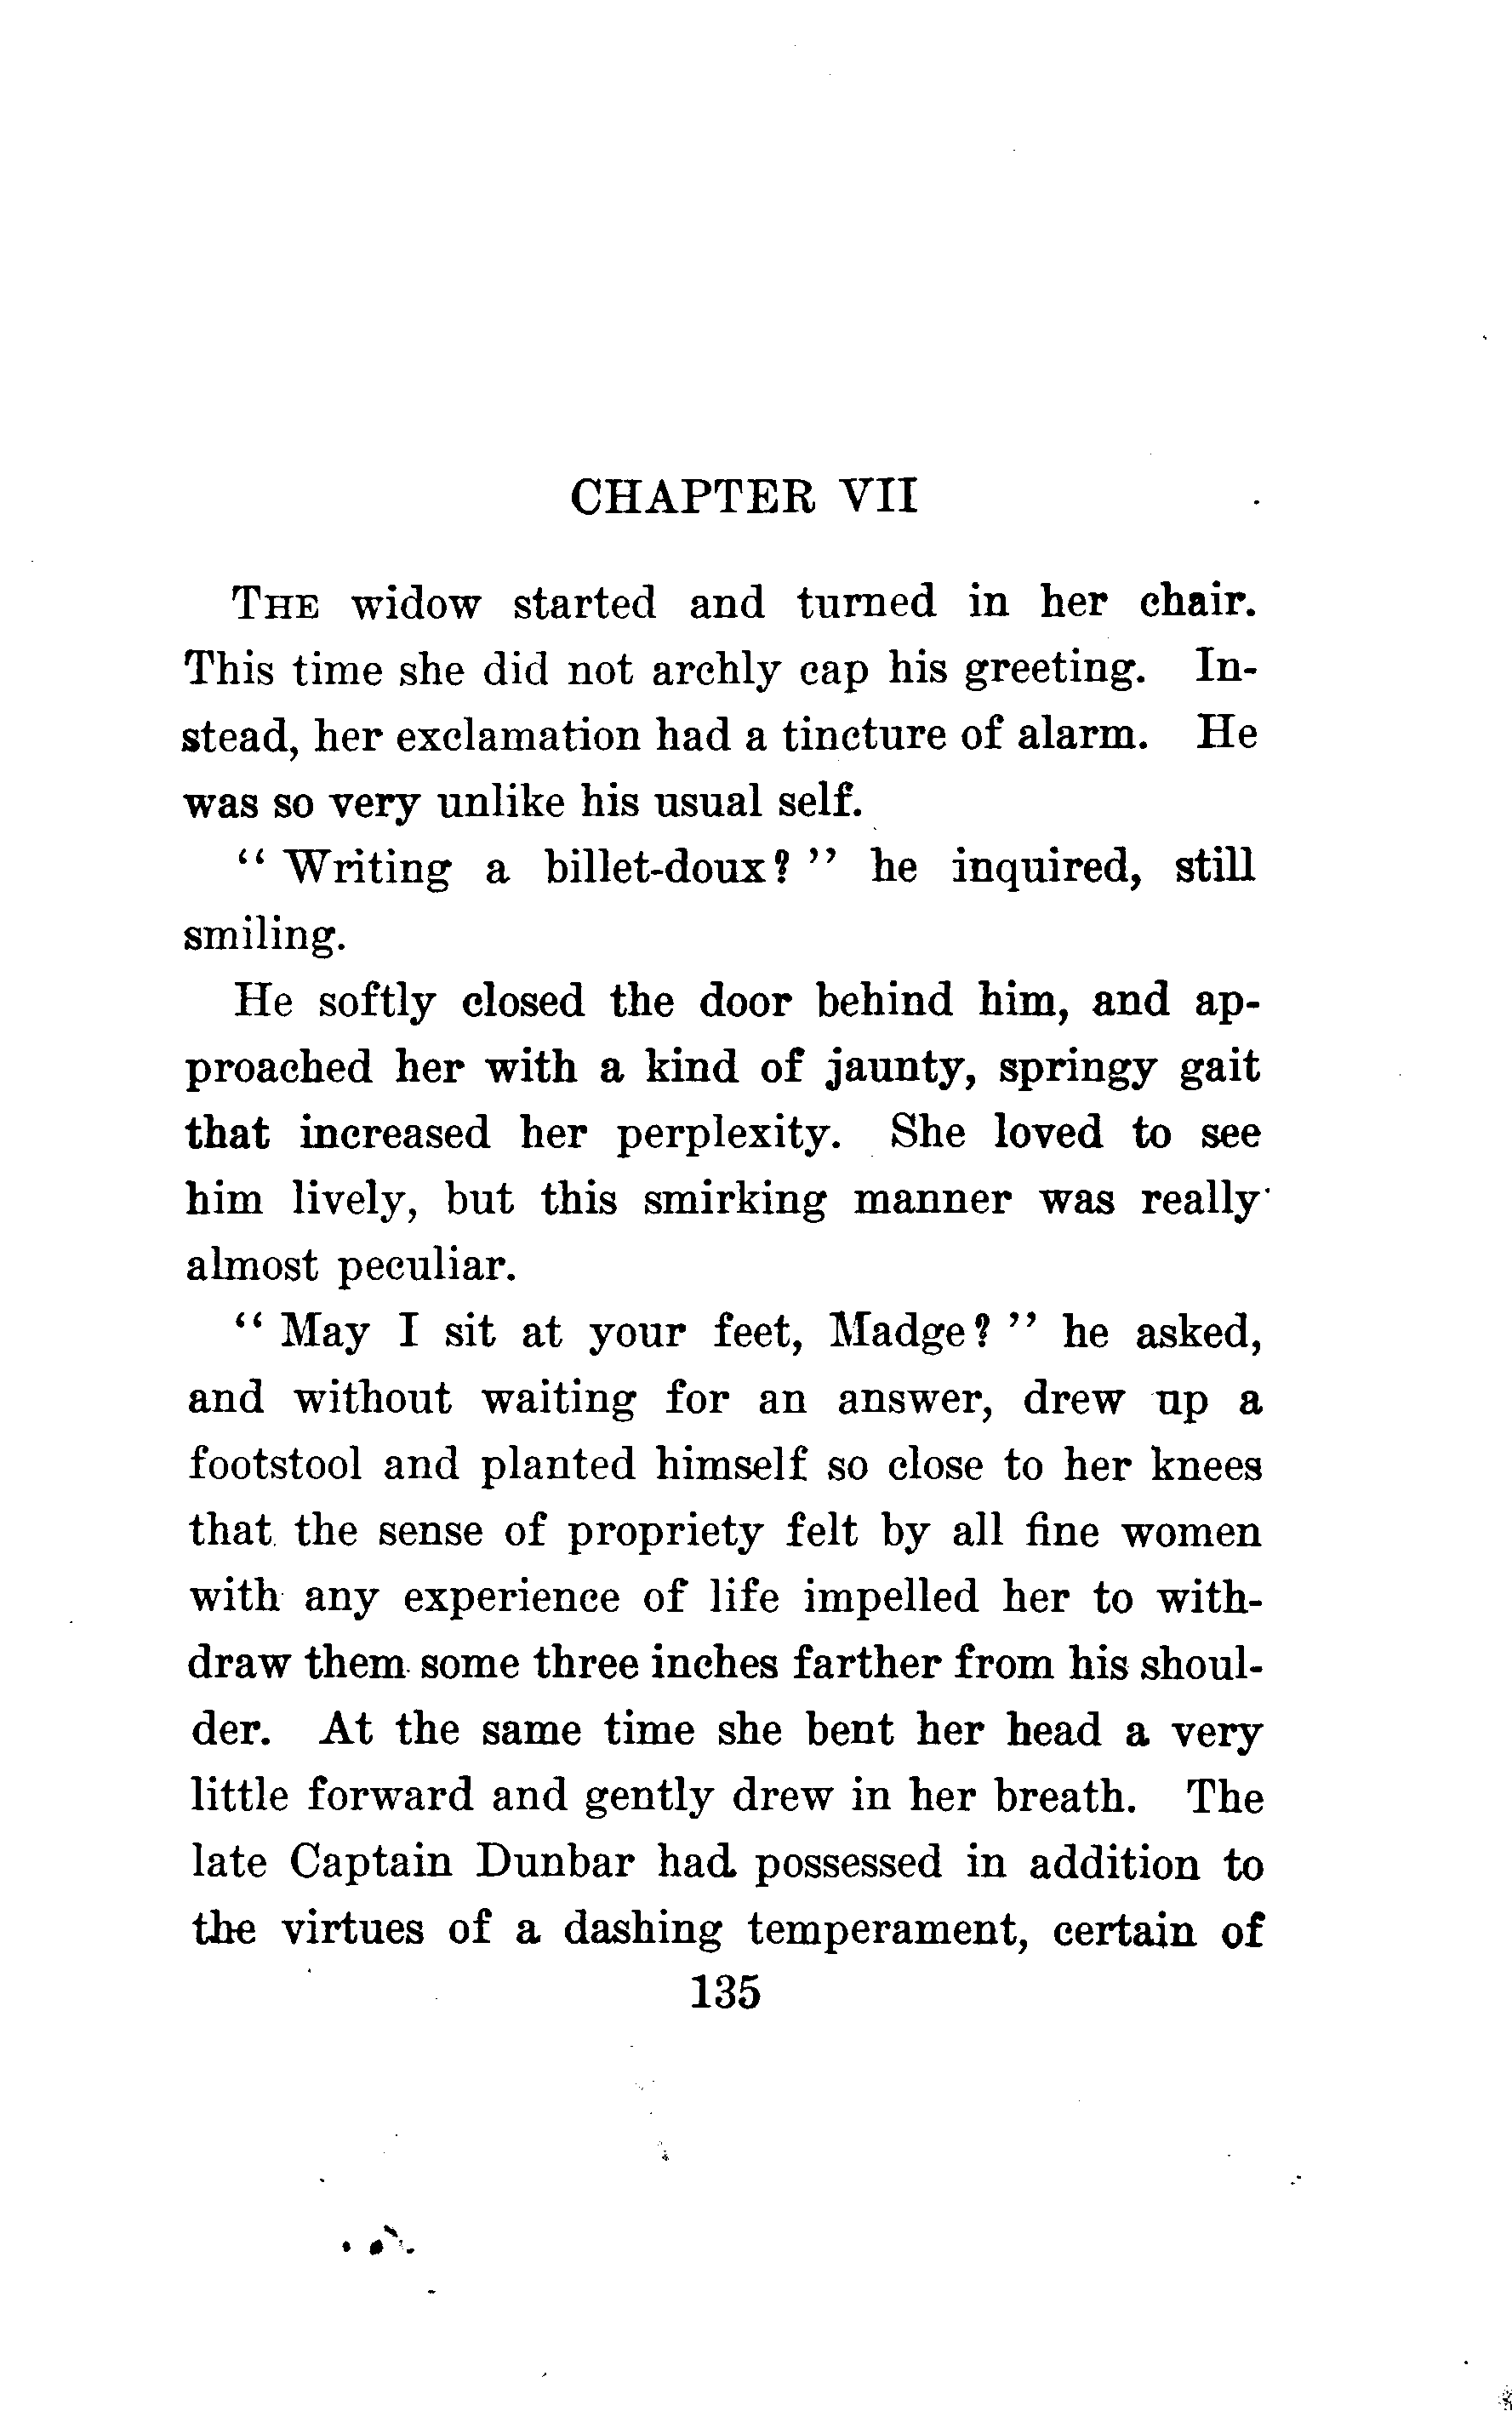 CHAPTER VII
THE widow started and turned in her chair.
This time she did not archly cap his greeting. In-
stead, her exclamation had a tincture of alarm. He
was so very unlike his usual self.
“ Writing a billet-doux? ” he inquired, still
smiling.
He softly closed the door behind him, and ap-
proached her with a kind of jaunty, springy gait
that increased her perplexity. She loved to see
him lively, but this smirking manner was really
almost peculiar.
“ May I sit at your feet, Madge? ” he asked,
and without waiting for an answer, drew up a
footstool and planted himself so close to her knees
that the sense of propriety felt by all fine women
with any experience of life impelled her to with-
draw them some three inches farther from his shoul-
der. At the same time she bent her head a very
little forward and gently drew in her breath. The
late Captain Dunbar had possessed in addition to
the virtues of a dashing temperament, certain of
135